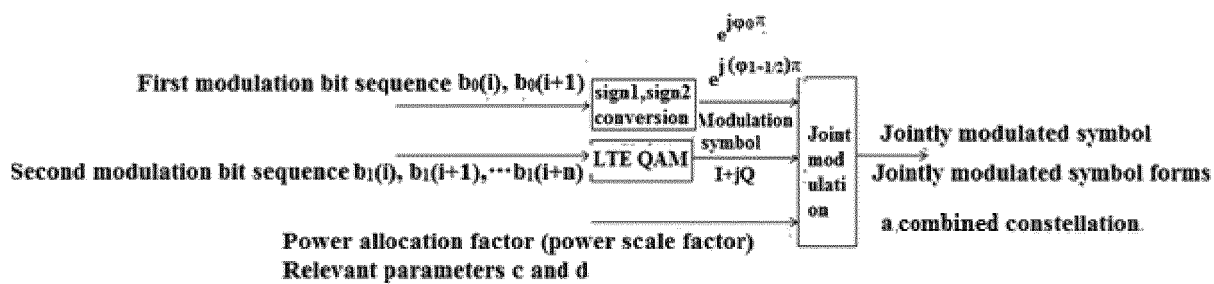 e^jφ0π
e^j(φ1-1/2)π
First modulation bit sequence b0(i), b0(i+1)
sign1,sign2
conversion
Modulation
symbol
I+jQ
Second modulation bit sequence b1(i), b1(i+1),···b1(i+n)
LTE QAM
Joint
mod
ulati
on
Jointly modulated symbol
Jointly modulated symbol forms
a combined constellation
Power allocation factor (power scale factor)
Relevant parameters c and d